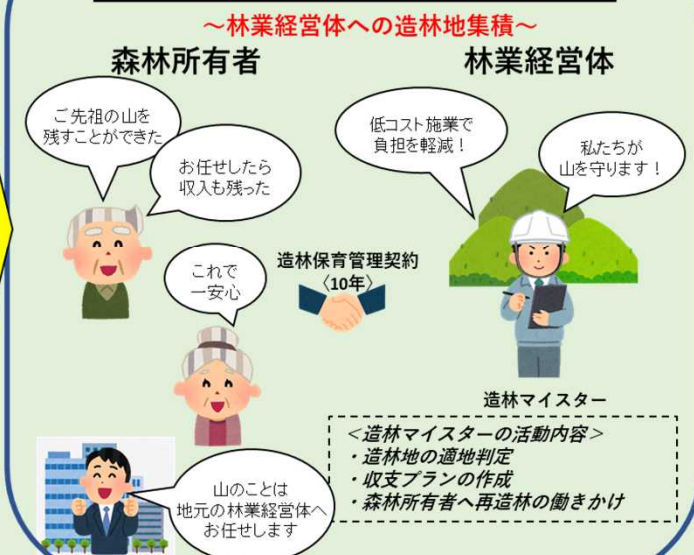 ～林業経営体への造林地集積～
森林所有者
林業経営体
ご先祖の山を
残すことができた
お任せしたら
収入も残った
低コスト施業で
負担を軽減！
私たちが
山を守ります！
これで
一安心
造林保育管理契約
〈10年〉
造林マイスター
＜造林マイスターの活動内容＞
・造林地の適地判定
・収支プランの作成
・森林所有者へ再造林の働きかけ
山のことは
地元の林業経営体へ
お任せします